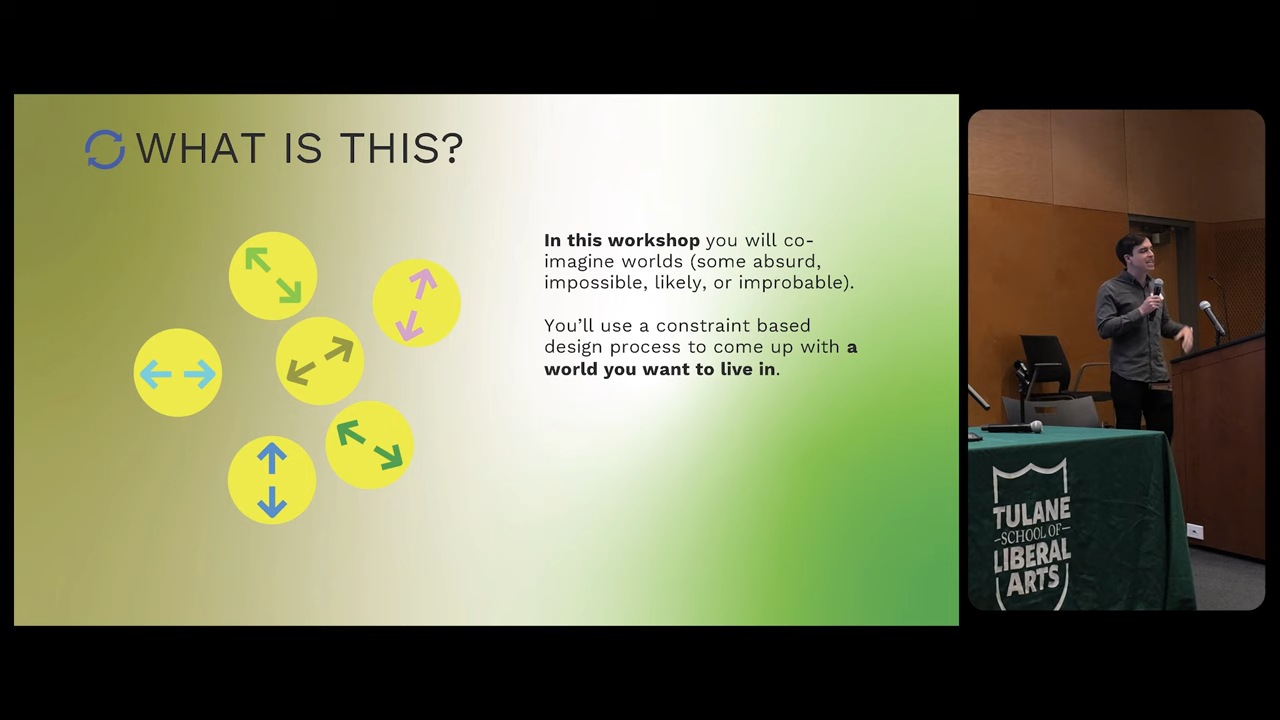 WHAT IS THIS?
In this workshop you will co-
imagine worlds (some absurd,
impossible, likely, or improbable).
You’ll use a constraint based
design process to come up with a
world you want to live in.
TULANE
-SCHOOL OF-
LIBERAL
ARTS